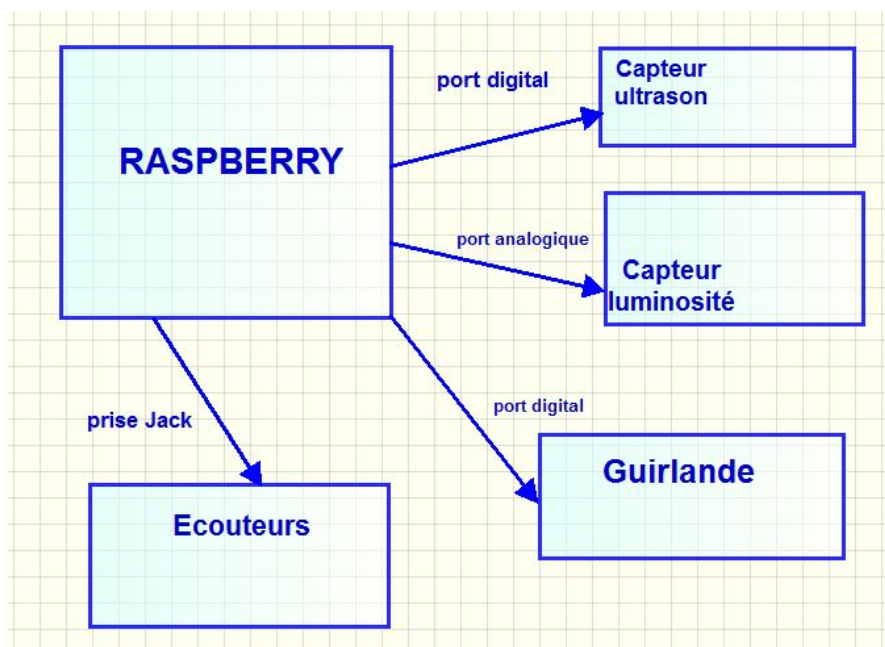 RASPBERRY
port digital
Capteur
ultrason
port analogique
Capteur
luminosité
port digital
Guirlande
prise Jack
Ecouteurs